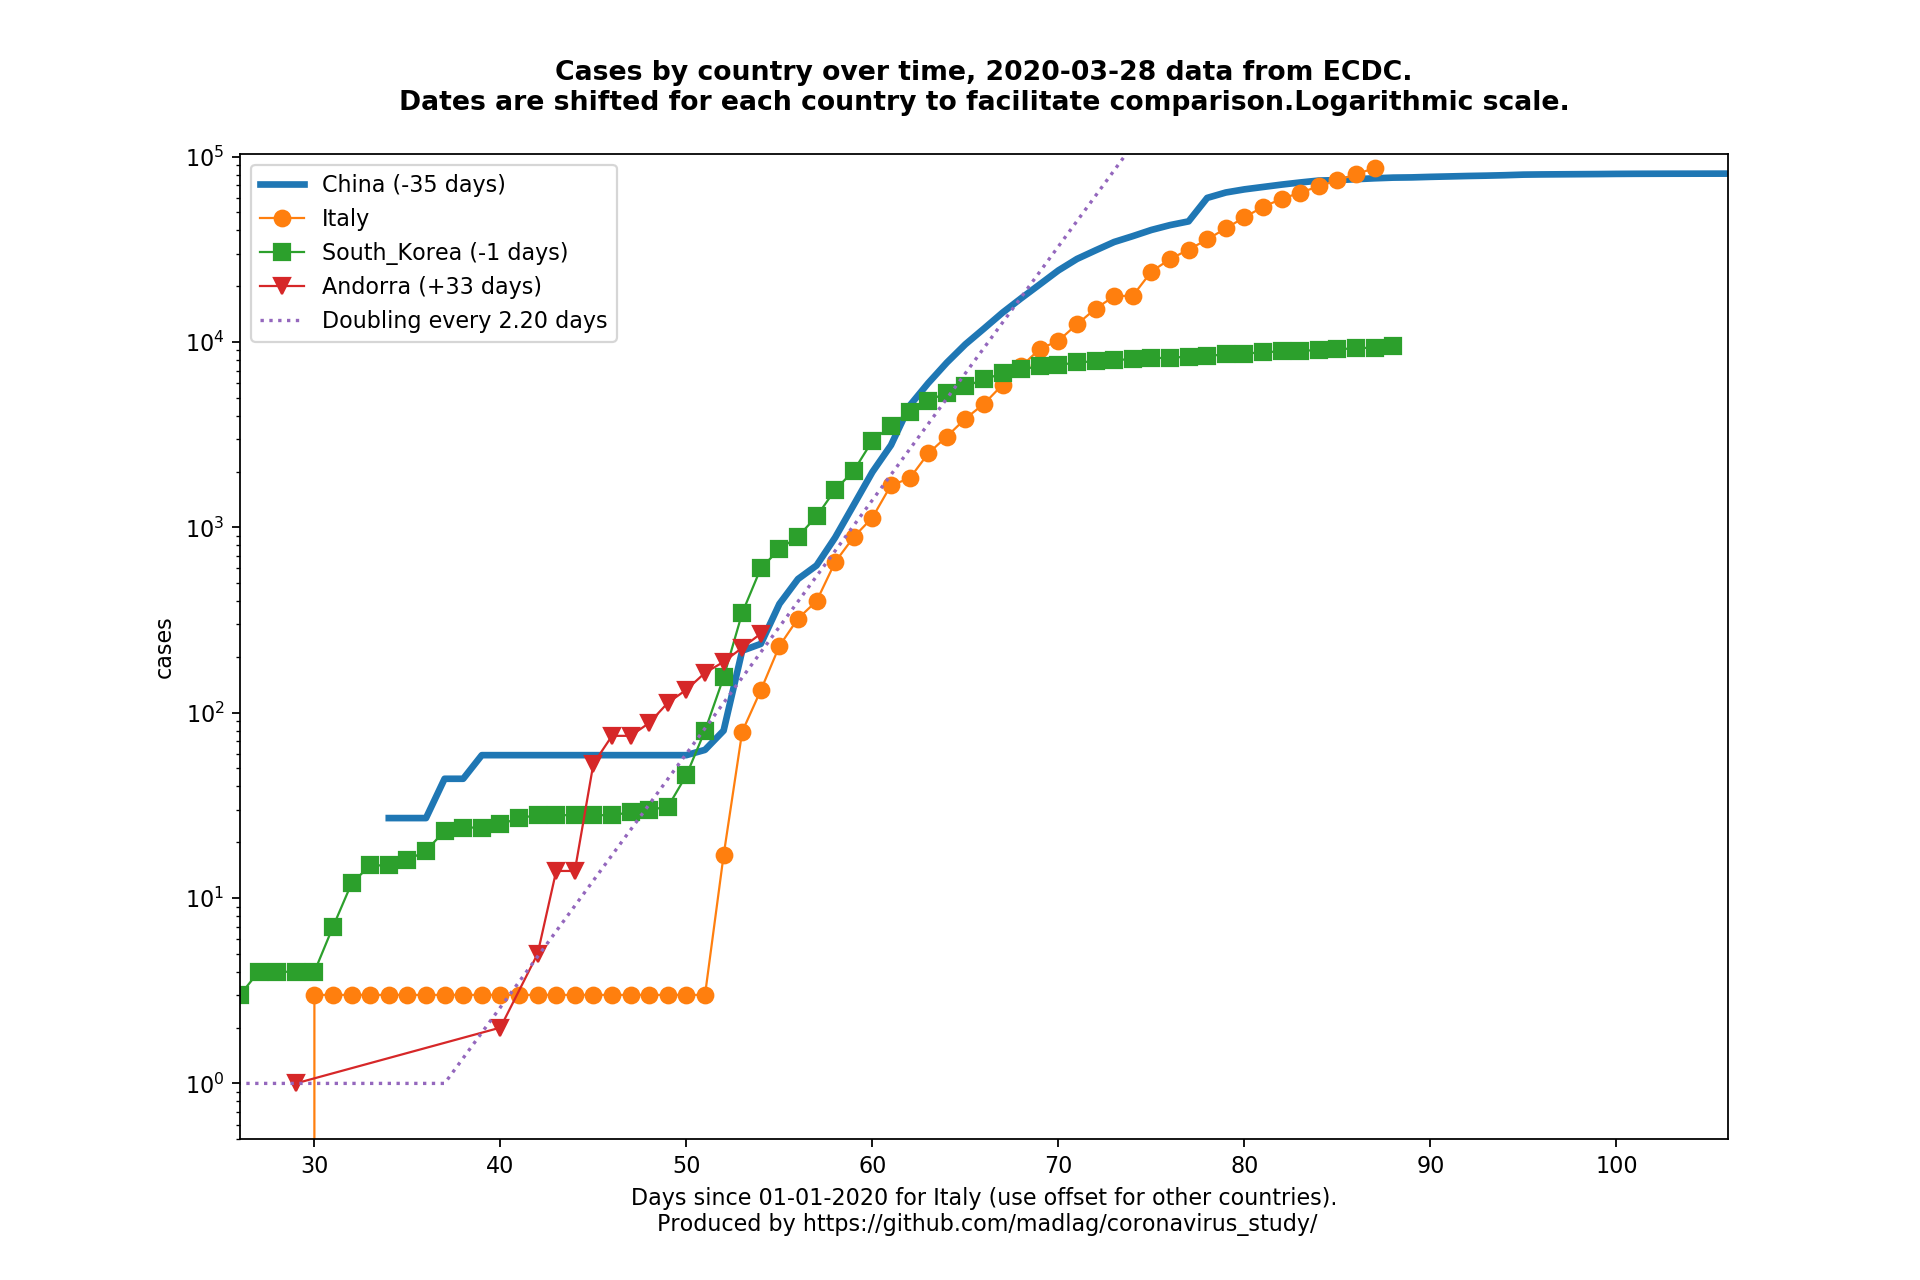 Cases by country over time, 2020-03-28 data from ECDC.
Dates are shifted for each country to facilitate comparison.Logarithmic scale.
10^5
10^4
10^3
10^2
10^1
10^0
cases
China (-35 days)
Italy
South_Korea (-1 days)
Andorra (+33 days)
Doubling every 2.20 days
30 40 50 60 70 80 90 100
Days since 01-01-2020 for Italy (use offset for other countries).
Produced by https://github.com/madlag/coronavirus_study/